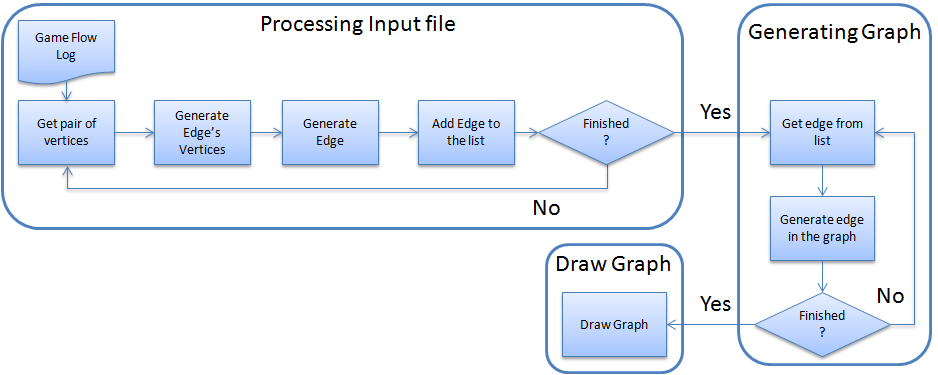 Processing Input file
Game Flow
Log
Get pair of
vertices
Generate
Edge's
Vertices
Generate
Edge
Add Edge to
the list
Finished
?
No
Yes
Generating Graph
Get edge from
list
Generate edge
in the graph
Finished
?
No
Yes
Draw Graph
Draw Graph